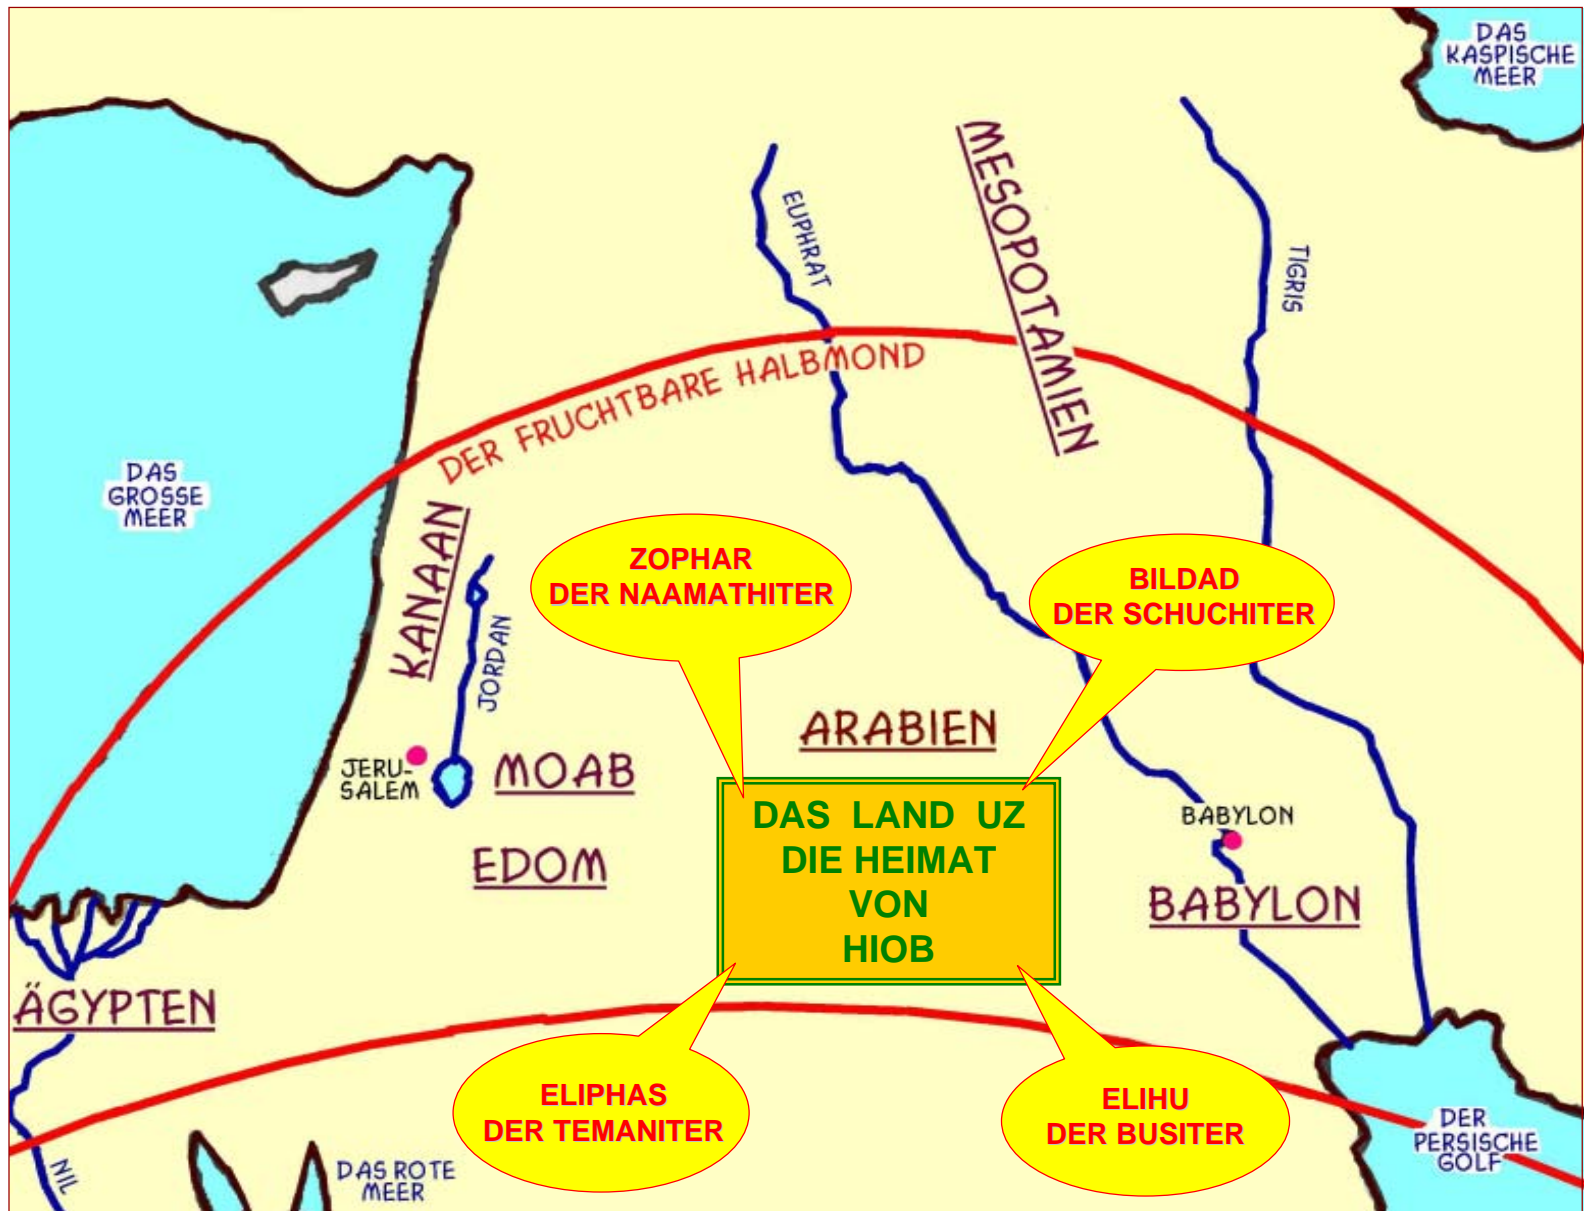 DAS
KASPISCHE
MEER
MESOPOTAMIEN
EUPHRAT
TIGRIS
DER FRUCHTBARE HALBMOND
DAS
GROSSE
MEER
KANAAN
JORDAN
ZOPHAR
DER NAAMATHITER
BILDAD
DER SCHUCHITER
ARABIEN
JERU-
SALEM
MOAB
EDOM
DAS LAND UZ
DIE HEIMAT
VON
HIOB
BABYLON
BABYLON
ÄGYPTEN
NIL
DAS ROTE
MEER
ELIPHAS
DER TEMANITER
ELIHU
DER BUSITER
DER
PERSISCHE
GOLF